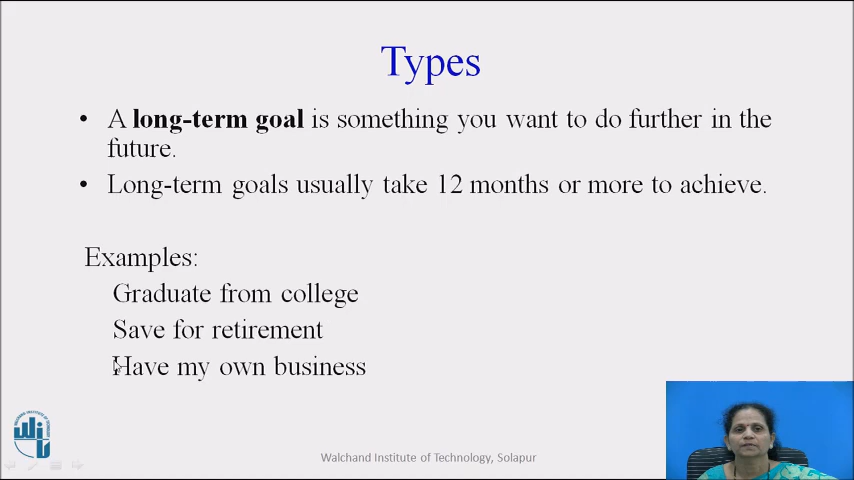 Types
• A long-term goal is something you want to do further in the
future.
• Long-term goals usually take 12 months or more to achieve.
Examples:
Graduate from college
Save for retirement
Have my own business
Walchand Institute of Technology, Solapur